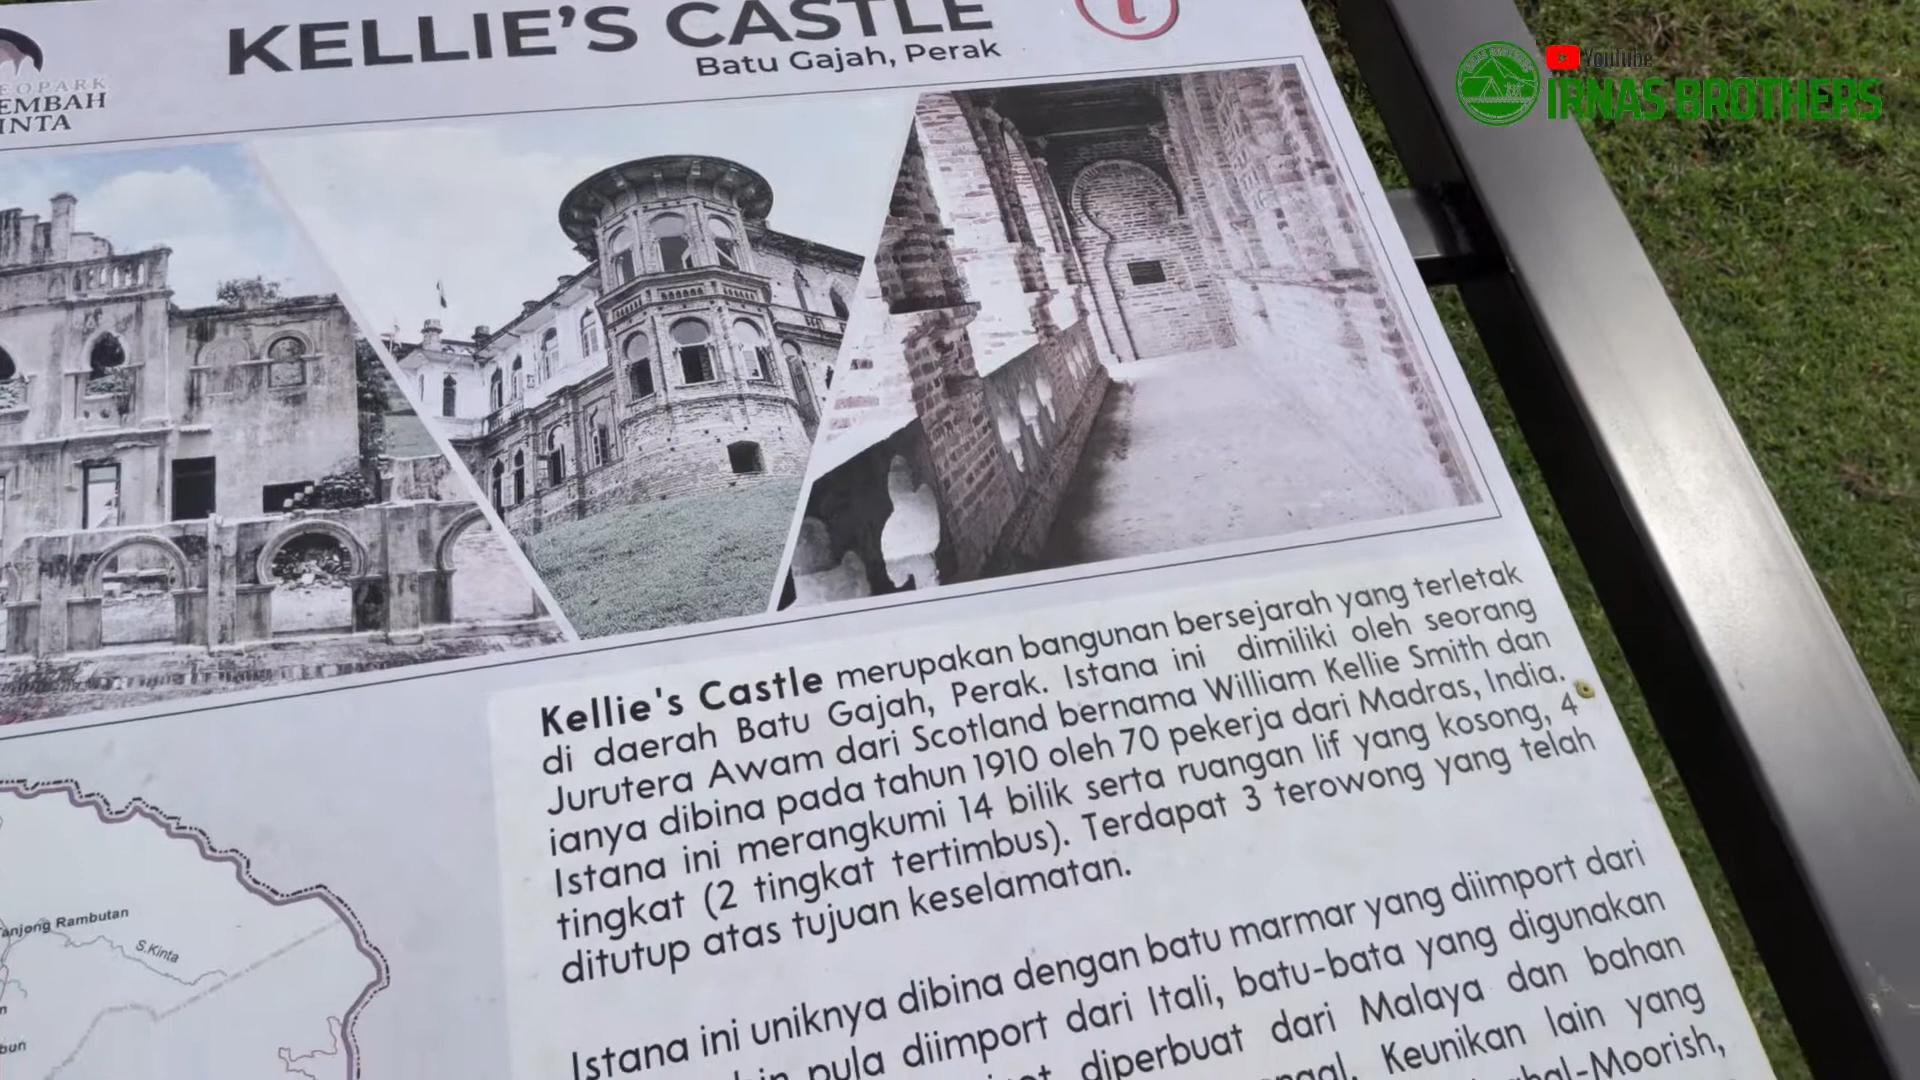 KELLIE'S CASTLE
Batu Gajah, Perak
YouTube
IRNAS BROTHERS
EOPARK
EMBAH
INTA
Kellie's Castle merupakan bangunan bersejarah yang terletak
di daerah Batu Gajah, Perak. Istana ini dimiliki oleh seorang
Jurutera Awam dari Scotland bernama William Kellie Smith dan
ianya dibina pada tahun 1910 oleh 70 pekerja dari Madras, India.
Istana ini merangkumi 14 bilik serta ruangan lif yang kosong, 4
tingkat (2 tingkat tertimbus). Terdapat 3 terowong yang telah
ditutup atas tujuan keselamatan.
Istana ini uniknya dibina dengan batu marmar yang diimport dari
pula diimport dari Itali, batu-bata yang digunakan
diperbuat dari Malaya dan bahan
Keunikan lain yang
-Moorish,
anjong Rambutan
S.Kinta